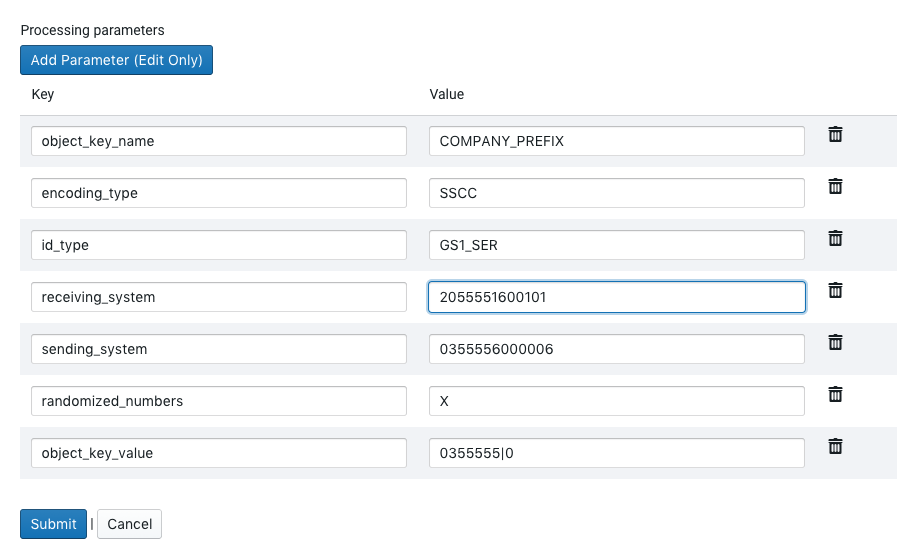 Processing parameters
Add Parameter (Edit Only)
Key Value
object_key_name COMPANY_PREFIX
encoding_type SSCC
id_type GS1_SER
receiving_system 2055551600101
sending_system 0355556000006
randomized_numbers X
object_key_value 0355555|0
Submit | Cancel